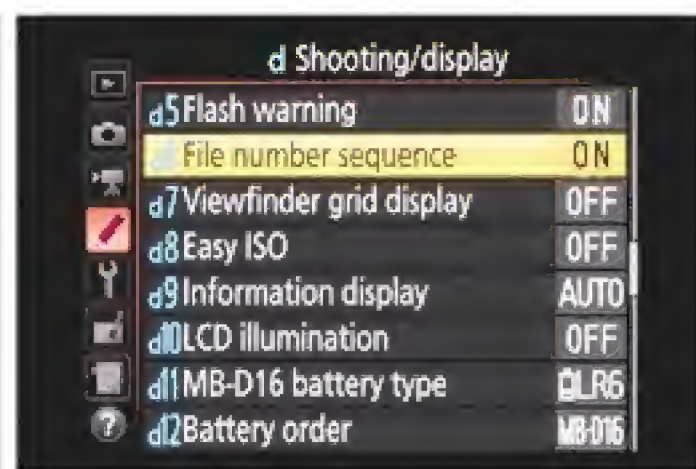 d Shooting/display
d5 Flash warning ON
File number sequence ON
d7 Viewfinder grid display OFF
d8 Easy ISO OFF
d9 Information display AUTO
d10 LCD illumination OFF
d11 MB-D16 battery type LR6
d12 Battery order MB-D16
?